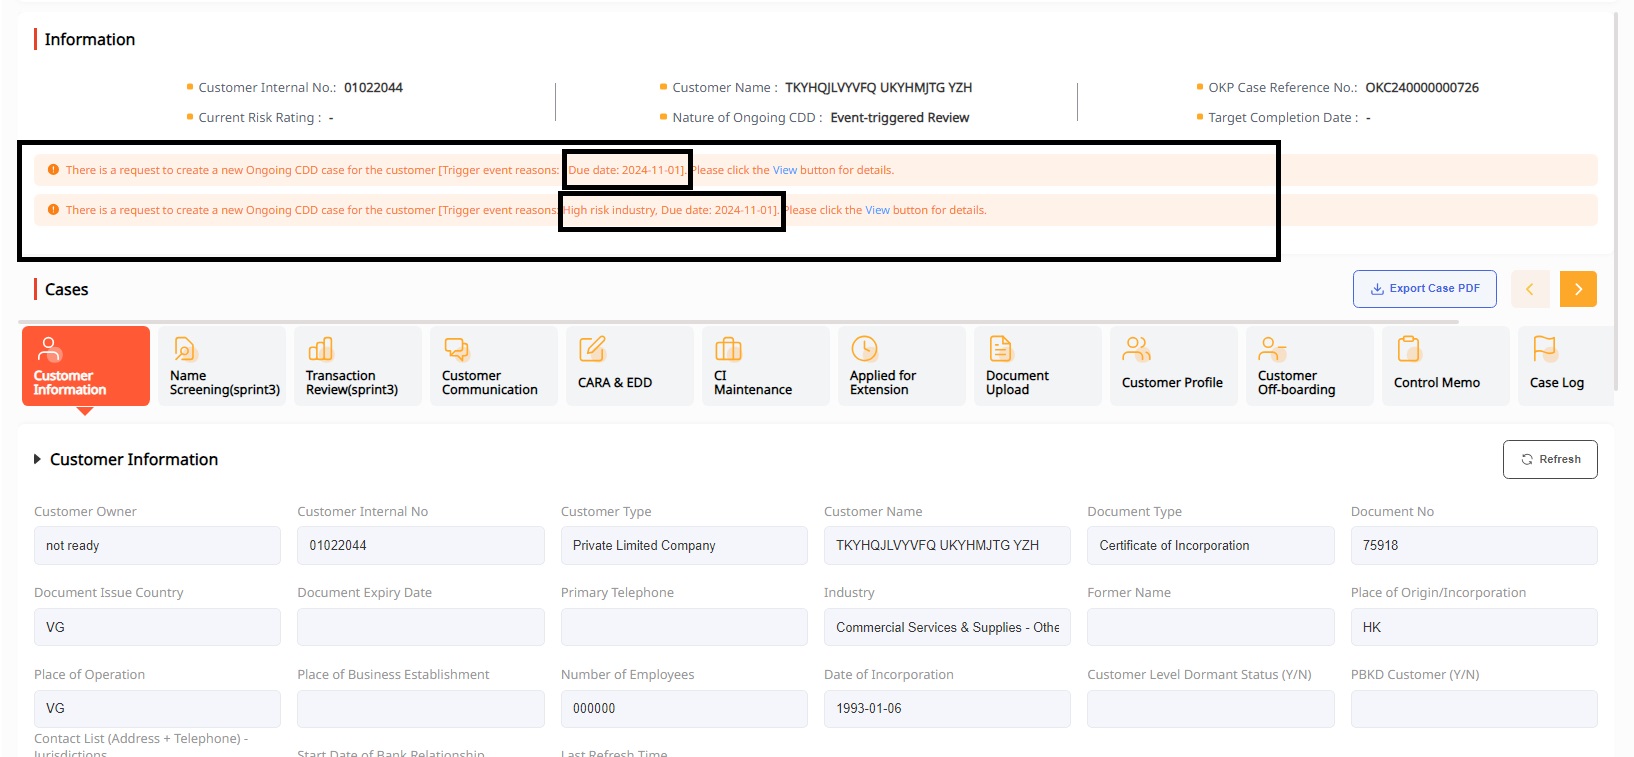 Information
Customer Internal No.: 01022044
Customer Name : TKYHQJLVYVFQ UKYHMJTG YZH
OKP Case Reference No.: OKC240000000726
Current Risk Rating : -
Nature of Ongoing CDD : Event-triggered Review
Target Completion Date : -
There is a request to create a new Ongoing CDD case for the customer [Trigger event reasons: Due date: 2024-11-01]. Please click the View button for details.
There is a request to create a new Ongoing CDD case for the customer [Trigger event reasons: High risk industry, Due date: 2024-11-01]. Please click the View button for details.
Cases
Export Case PDF
Customer
Information
Name
Screening(sprint3)
Transaction
Review(sprint3)
Customer
Communication
CARA & EDD
CI
Maintenance
Applied for
Extension
Document
Upload
Customer Profile
Customer
Off-boarding
Control Memo
Case Log
Customer Information
Refresh
Customer Owner
Customer Internal No
Customer Type
Customer Name
Document Type
Document No
not ready
01022044
Private Limited Company
TKYHQJLVYVFQ UKYHMJTG YZH
Certificate of Incorporation
75918
Document Issue Country
Document Expiry Date
Primary Telephone
Industry
Former Name
Place of Origin/Incorporation
VG
Commercial Services & Supplies - Othe
HK
Place of Operation
Place of Business Establishment
Number of Employees
Date of Incorporation
Customer Level Dormant Status (Y/N)
PBKD Customer (Y/N)
VG
000000
1993-01-06
Contact List (Address + Telephone) -
Jurisdictions
Start Date of Bank Relationship
Last Refresh Time